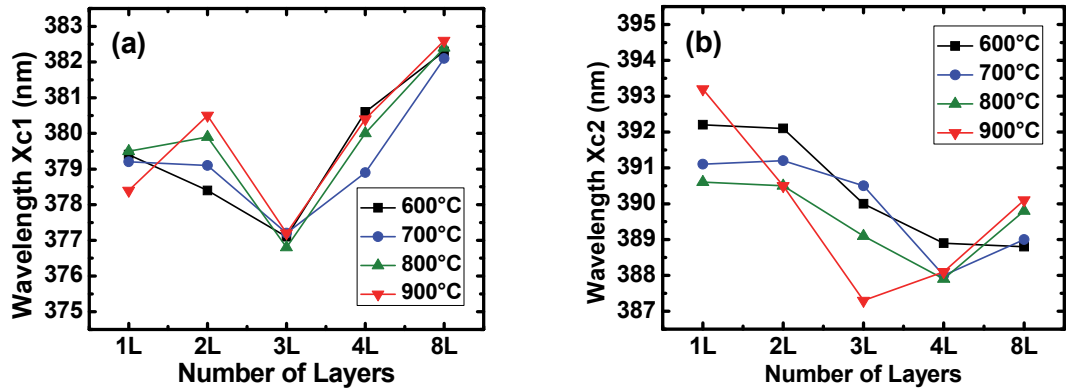 (a)
Wavelength Xc1 (nm)
383
382
381
380
379
378
377
376
375
1L 2L 3L 4L 8L
Number of Layers
600°C
700°C
800°C
900°C
(b)
Wavelength Xc2 (nm)
395
394
393
392
391
390
389
388
387
1L 2L 3L 4L 8L
Number of Layers
600°C
700°C
800°C
900°C